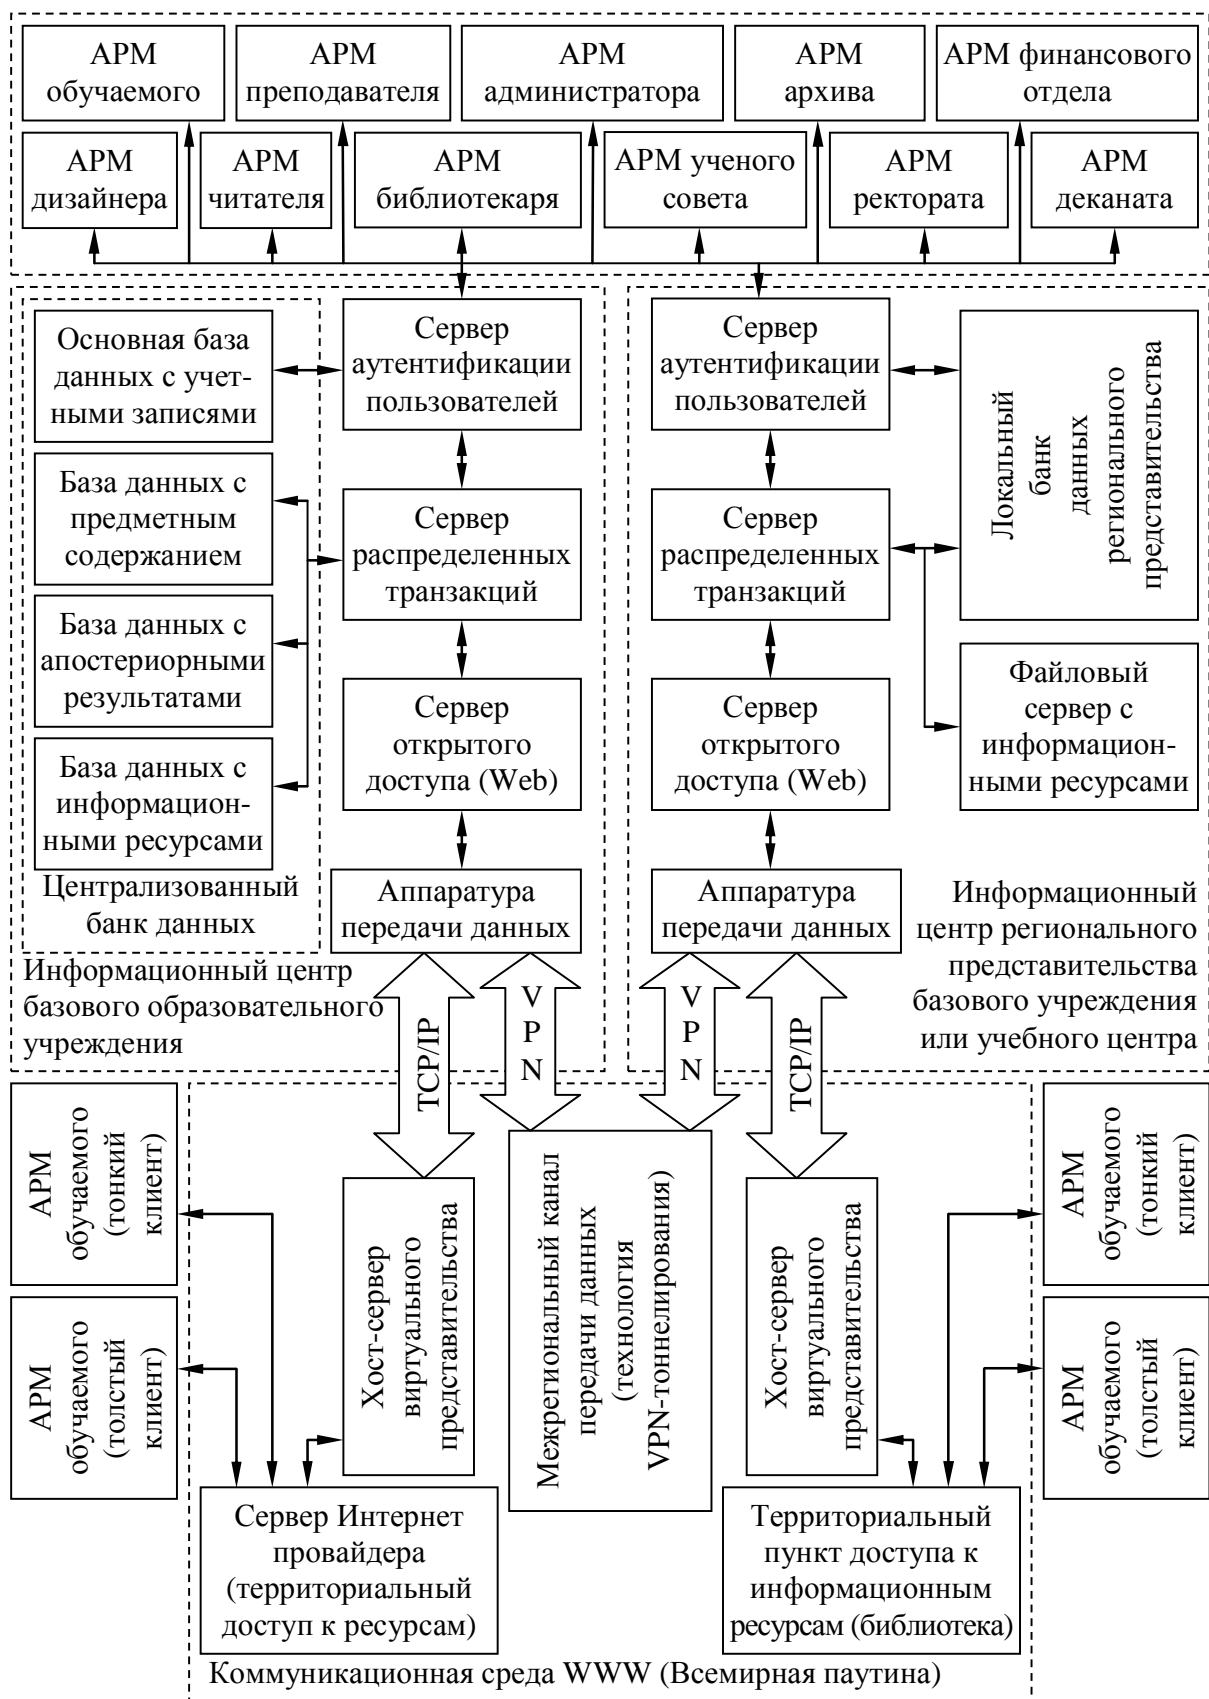 АРМ
обучаемого
АРМ
преподавателя
АРМ
администратора
АРМ
архива
АРМ финансового
отдела
АРМ
дизайнера
АРМ
читателя
АРМ
библиотекаря
АРМ ученого
совета
АРМ
ректората
АРМ
деканата
Основная база
данных с учет-
ными записями
База данных с
предметным
содержанием
База данных с
апостериорными
результатами
База данных с
информацион-
ными ресурсами
Централизованный
банк данных
Сервер
аутентификации
пользователей
Сервер
распределенных
транзакций
Сервер
открытого
доступа (Web)
Аппаратура
передачи данных
Информационный центр
базового образовательного
учреждения
Сервер
аутентификации
пользователей
Сервер
распределенных
транзакций
Сервер
открытого
доступа (Web)
Аппаратура
передачи данных
Локальный
банк
данных
регионального
представительства
Файловый
сервер с
информацион-
ными ресурсами
Информационный
центр регионального
представительства
базового учреждения
или учебного центра
TCP/IP
VPN
VPN
TCP/IP
АРМ
обучаемого
(тонкий
клиент)
АРМ
обучаемого
(толстый
клиент)
Хост-сервер
виртуального
представительства
Межрегиональный канал
передачи данных
(технология
VPN-тоннелирования)
Хост-сервер
виртуального
представительства
АРМ
обучаемого
(тонкий
клиент)
АРМ
обучаемого
(толстый
клиент)
Сервер Интернет
провайдера
(территориальный
доступ к ресурсам)
Территориальный
пункт доступа к
информационным
ресурсам (библиотека)
Коммуникационная среда WWW (Всемирная паутина)